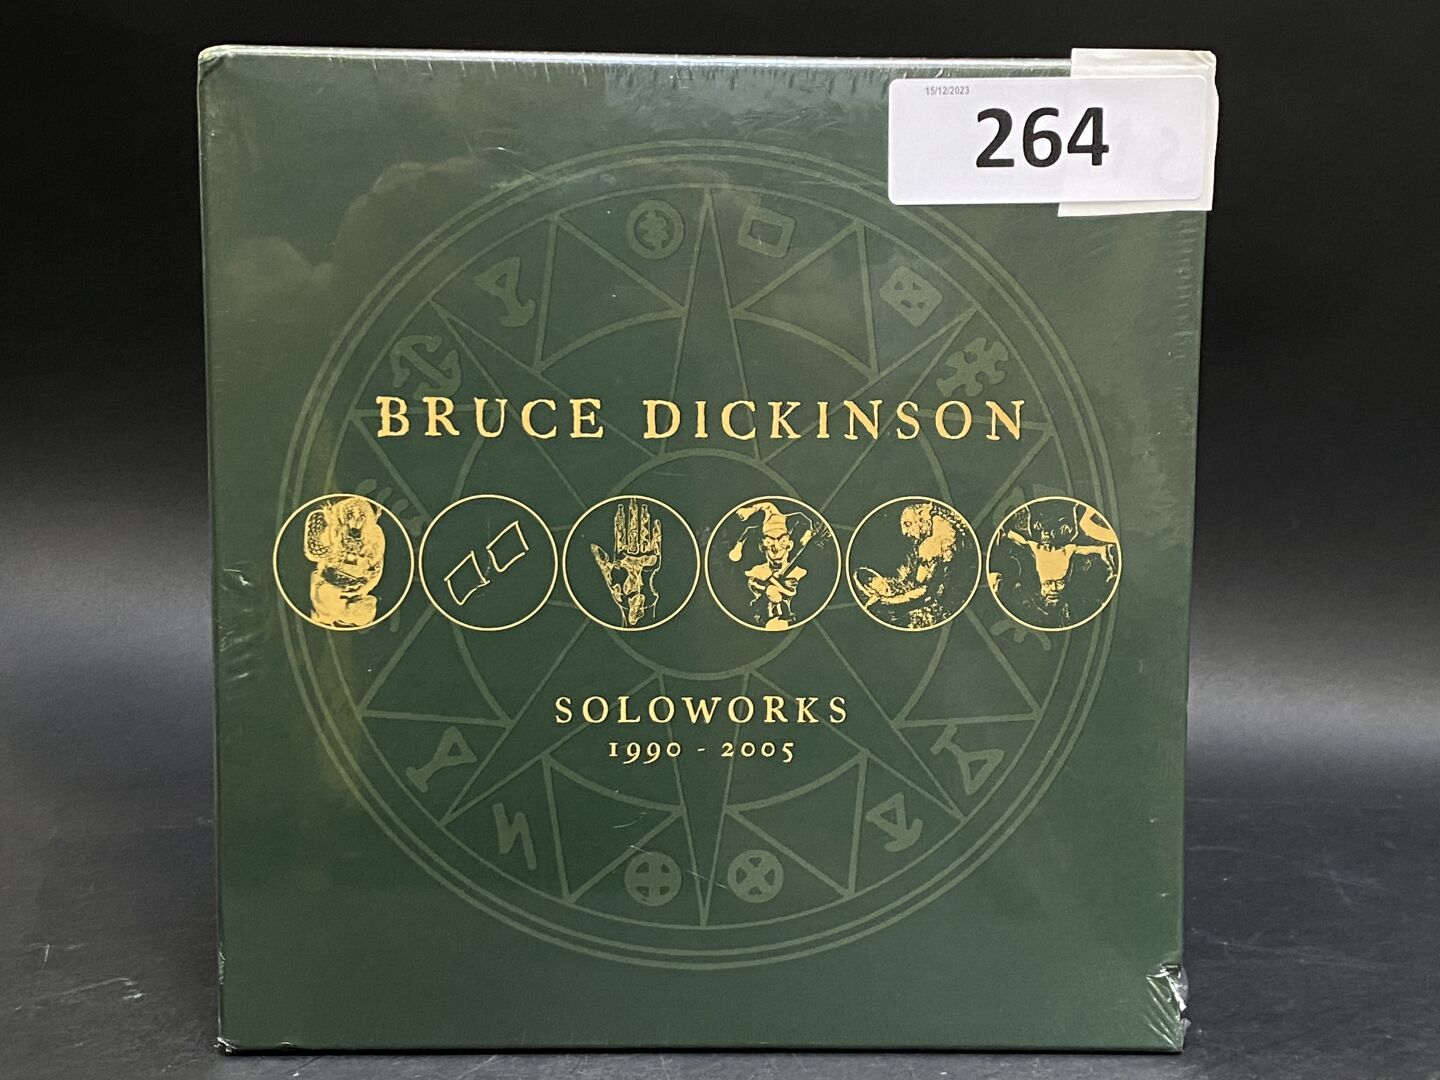 15/12/2023
264
BRUCE DICKINSON
SOLOWORKS
1990 - 2005